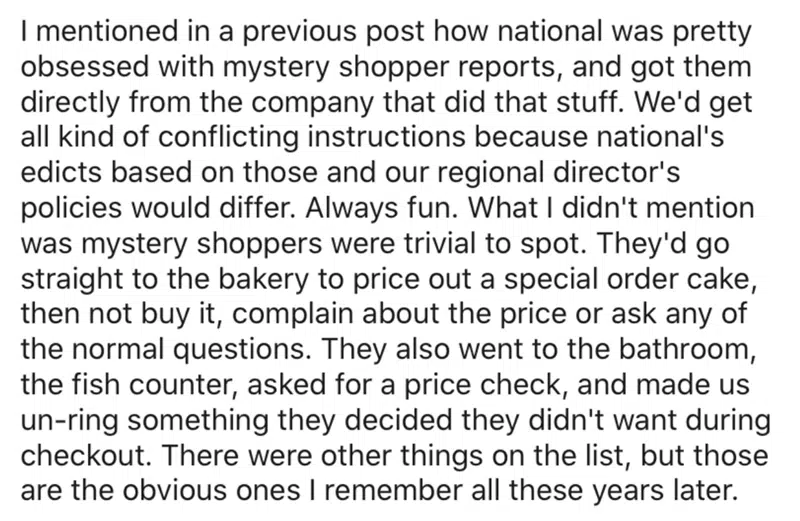 I mentioned in a previous post how national was pretty
obsessed with mystery shopper reports, and got them
directly from the company that did that stuff. We'd get
all kind of conflicting instructions because national's
edicts based on those and our regional director's
policies would differ. Always fun. What I didn't mention
was mystery shoppers were trivial to spot. They'd go
straight to the bakery to price out a special order cake,
then not buy it, complain about the price or ask any of
the normal questions. They also went to the bathroom,
the fish counter, asked for a price check, and made us
un-ring something they decided they didn't want during
checkout. There were other things on the list, but those
are the obvious ones I remember all these years later.